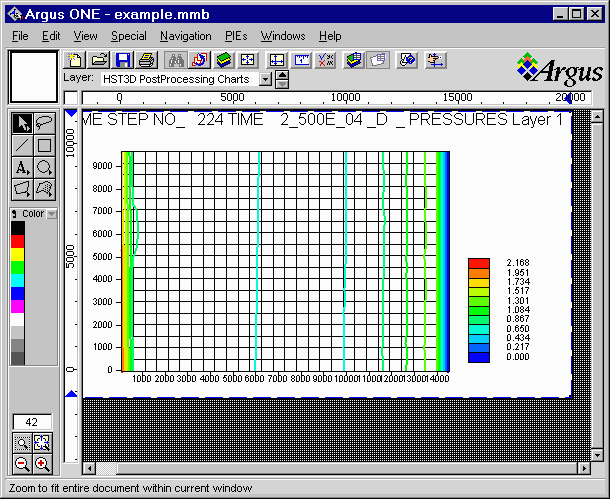 Argus ONE - example.mmb
File Edit View Special Navigation PIEs Windows Help
Layer: HST3D PostProcessing Charts
Argus
0 5000 10000 15000 20000
ME STEP NO_ 224 TIME 2_500E_04 _D _ PRESSURES Layer 1
10000
5000
0
9000
8000
7000
6000
5000
4000
3000
2000
1000
0
1000 2000 3000 4000 5000 6000 7000 8000 9000 10000 11000 12000 13000 14000
2.168
1.951
1.734
1.517
1.301
1.084
0.867
0.650
0.434
0.217
0.000
A
Color
42
Zoom to fit entire document within current window